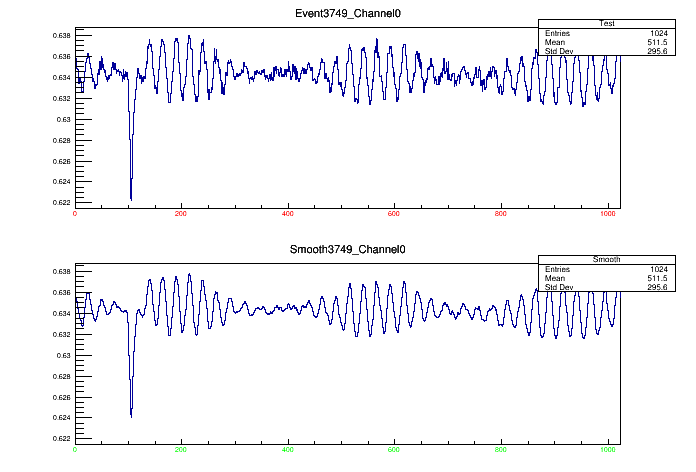 Event3749_Channel0
Test
Entries 1024
Mean 511.5
Std Dev 295.6
0.638
0.636
0.634
0.632
0.63
0.628
0.626
0.624
0.622
0 200 400 600 800 1000
Smooth3749_Channel0
Smooth
Entries 1024
Mean 511.5
Std Dev 295.6
0.638
0.636
0.634
0.632
0.63
0.628
0.626
0.624
0.622
0 200 400 600 800 1000